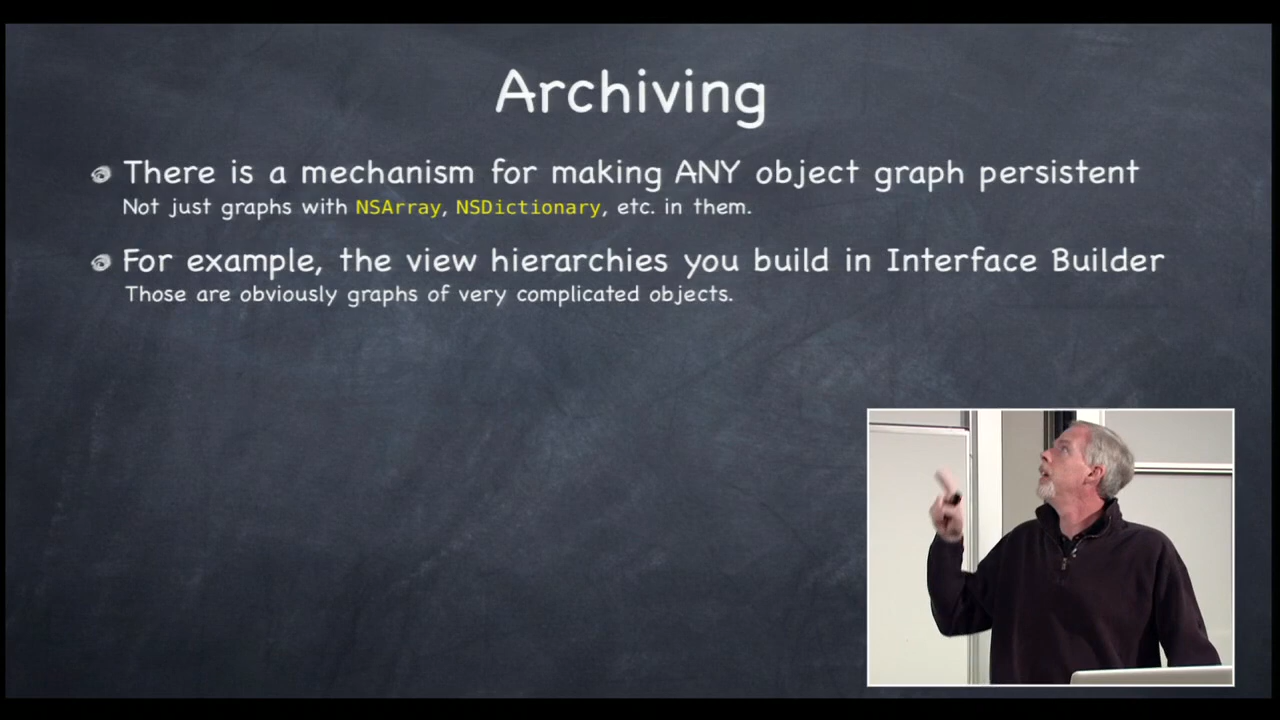 Archiving
There is a mechanism for making ANY object graph persistent
Not just graphs with NSArray, NSDictionary, etc. in them.
For example, the view hierarchies you build in Interface Builder
Those are obviously graphs of very complicated objects.